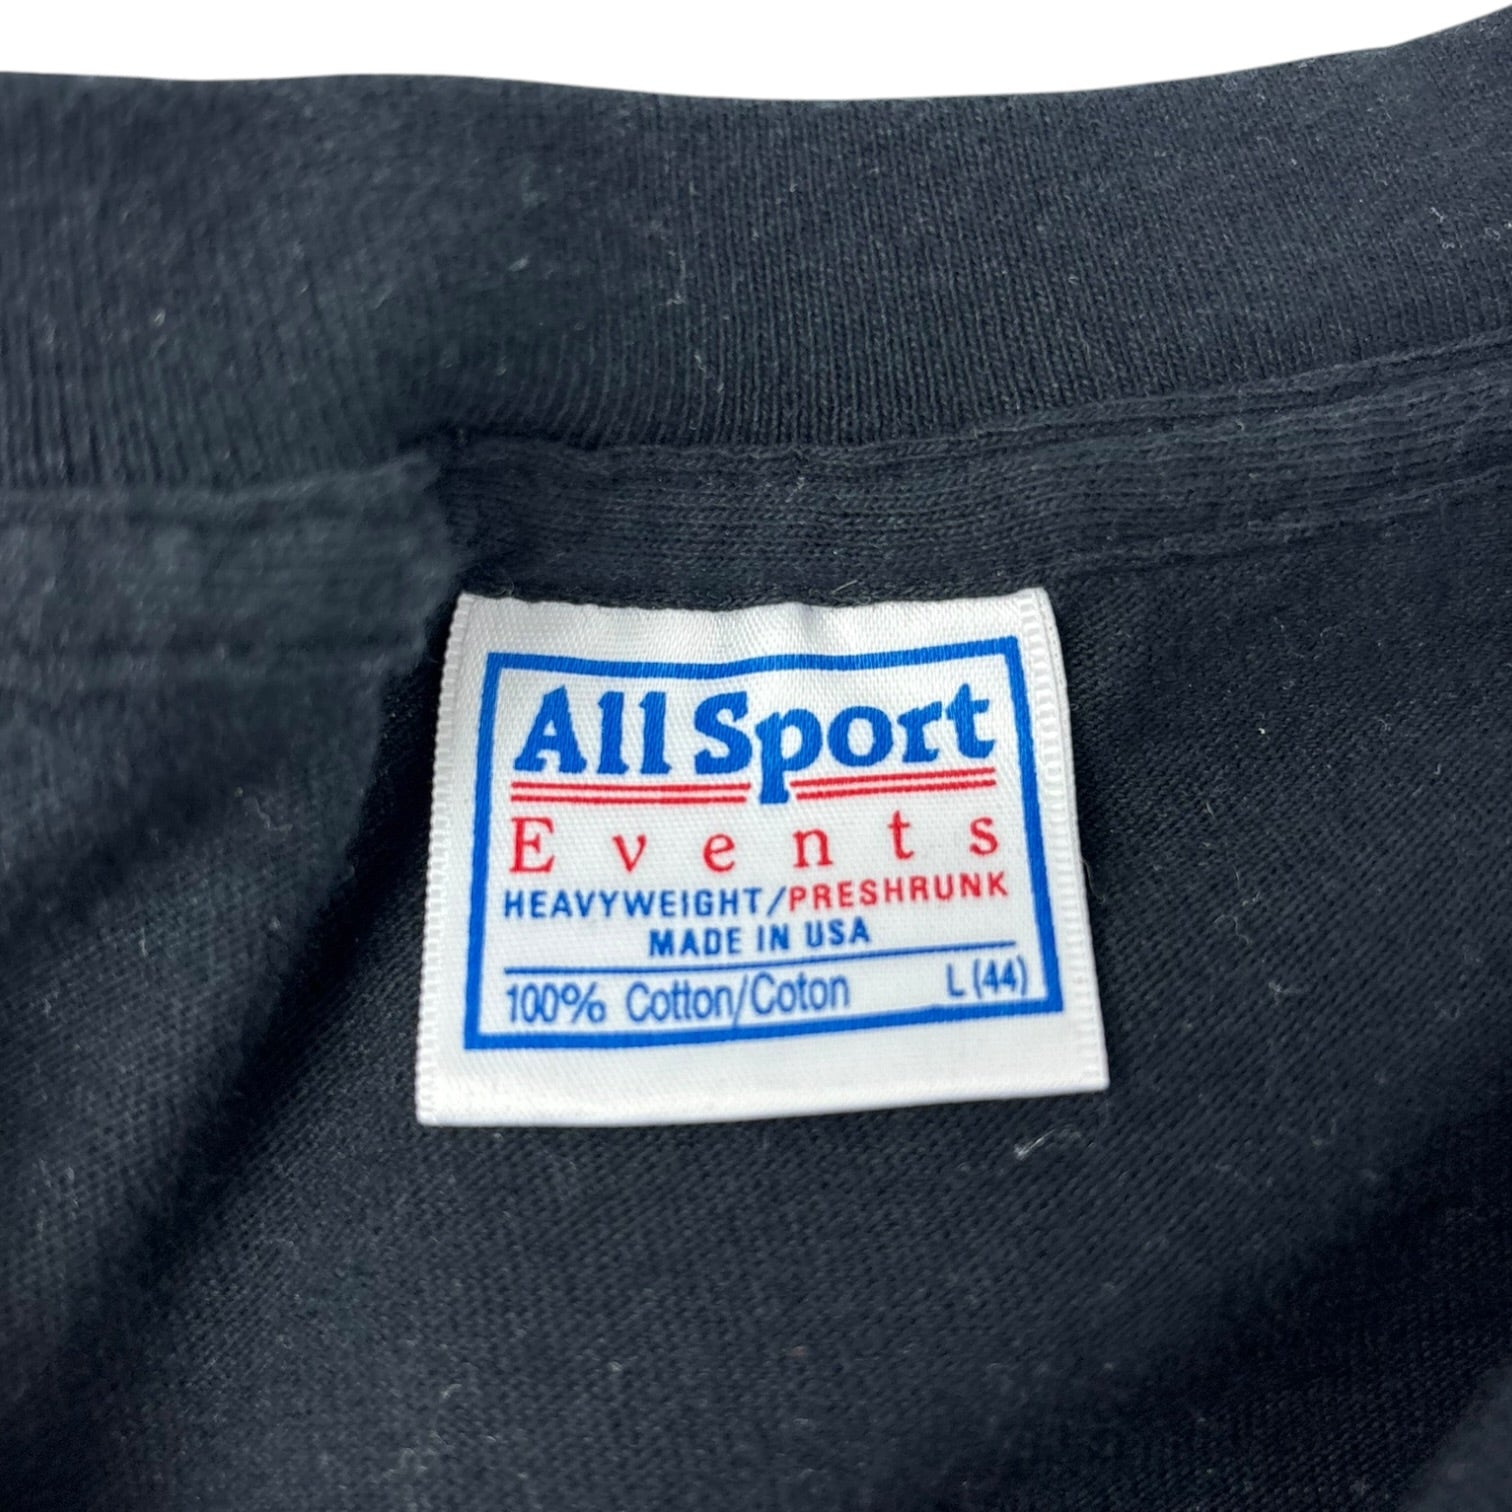 All Sport
Events
HEAVYWEIGHT/PRESHRUNK
MADE IN USA
100% Cotton/Coton L (44)